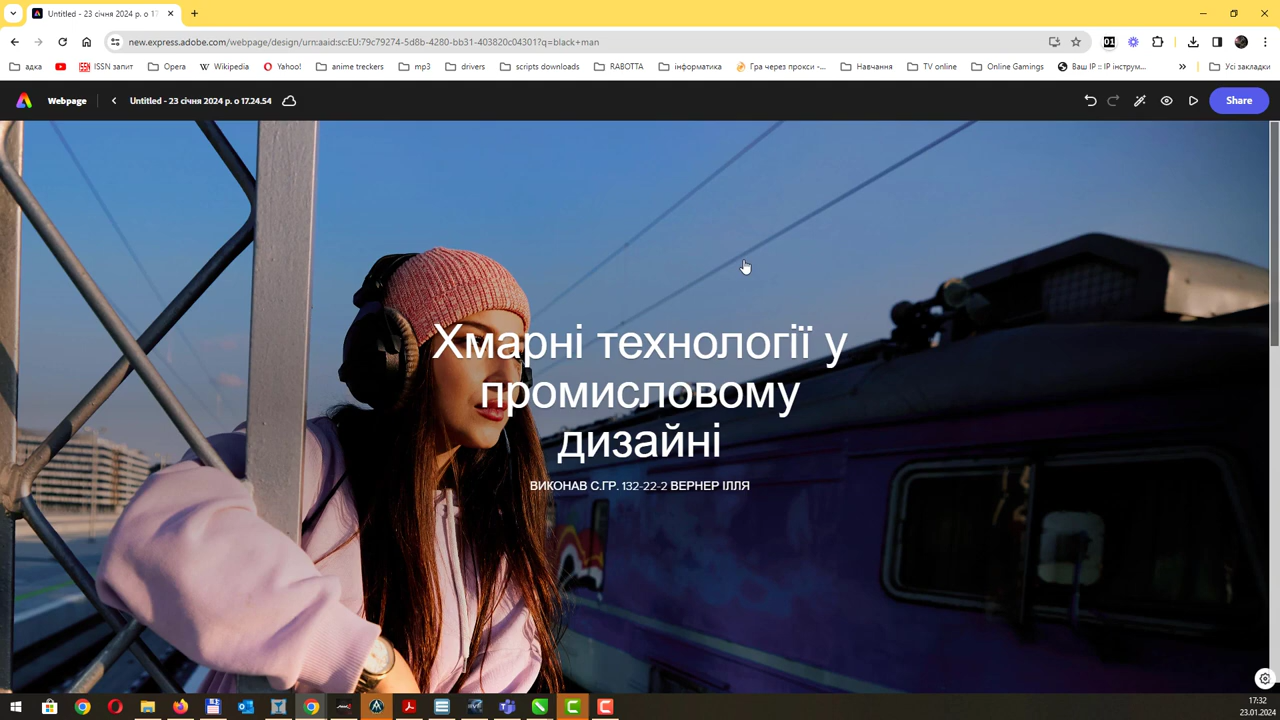 Untitled - 23 січня 2024 р. о 17
new.express.adobe.com/webpage/design/urn:aaid:sc:EU:79c79274-5d8b-4280-bb31-403820c04301?q=black+man
адка
ISSN запит
Opera
Wikipedia
Yahoo!
anime treckers
mp3
drivers
scripts downloads
RABOTTA
інформатика
Гра через прокси -...
Навчання
TV online
Online Gamings
Ваш IP :: IP інструм...
Усі закладки
Webpage
Untitled - 23 січня 2024 р. о 17.24.54
Share
Хмарні технології у
промисловому
дизайні
ВИКОНАВ С.ГР. 132-22-2 ВЕРНЕР ІЛЛЯ
17:32
23.01.2024